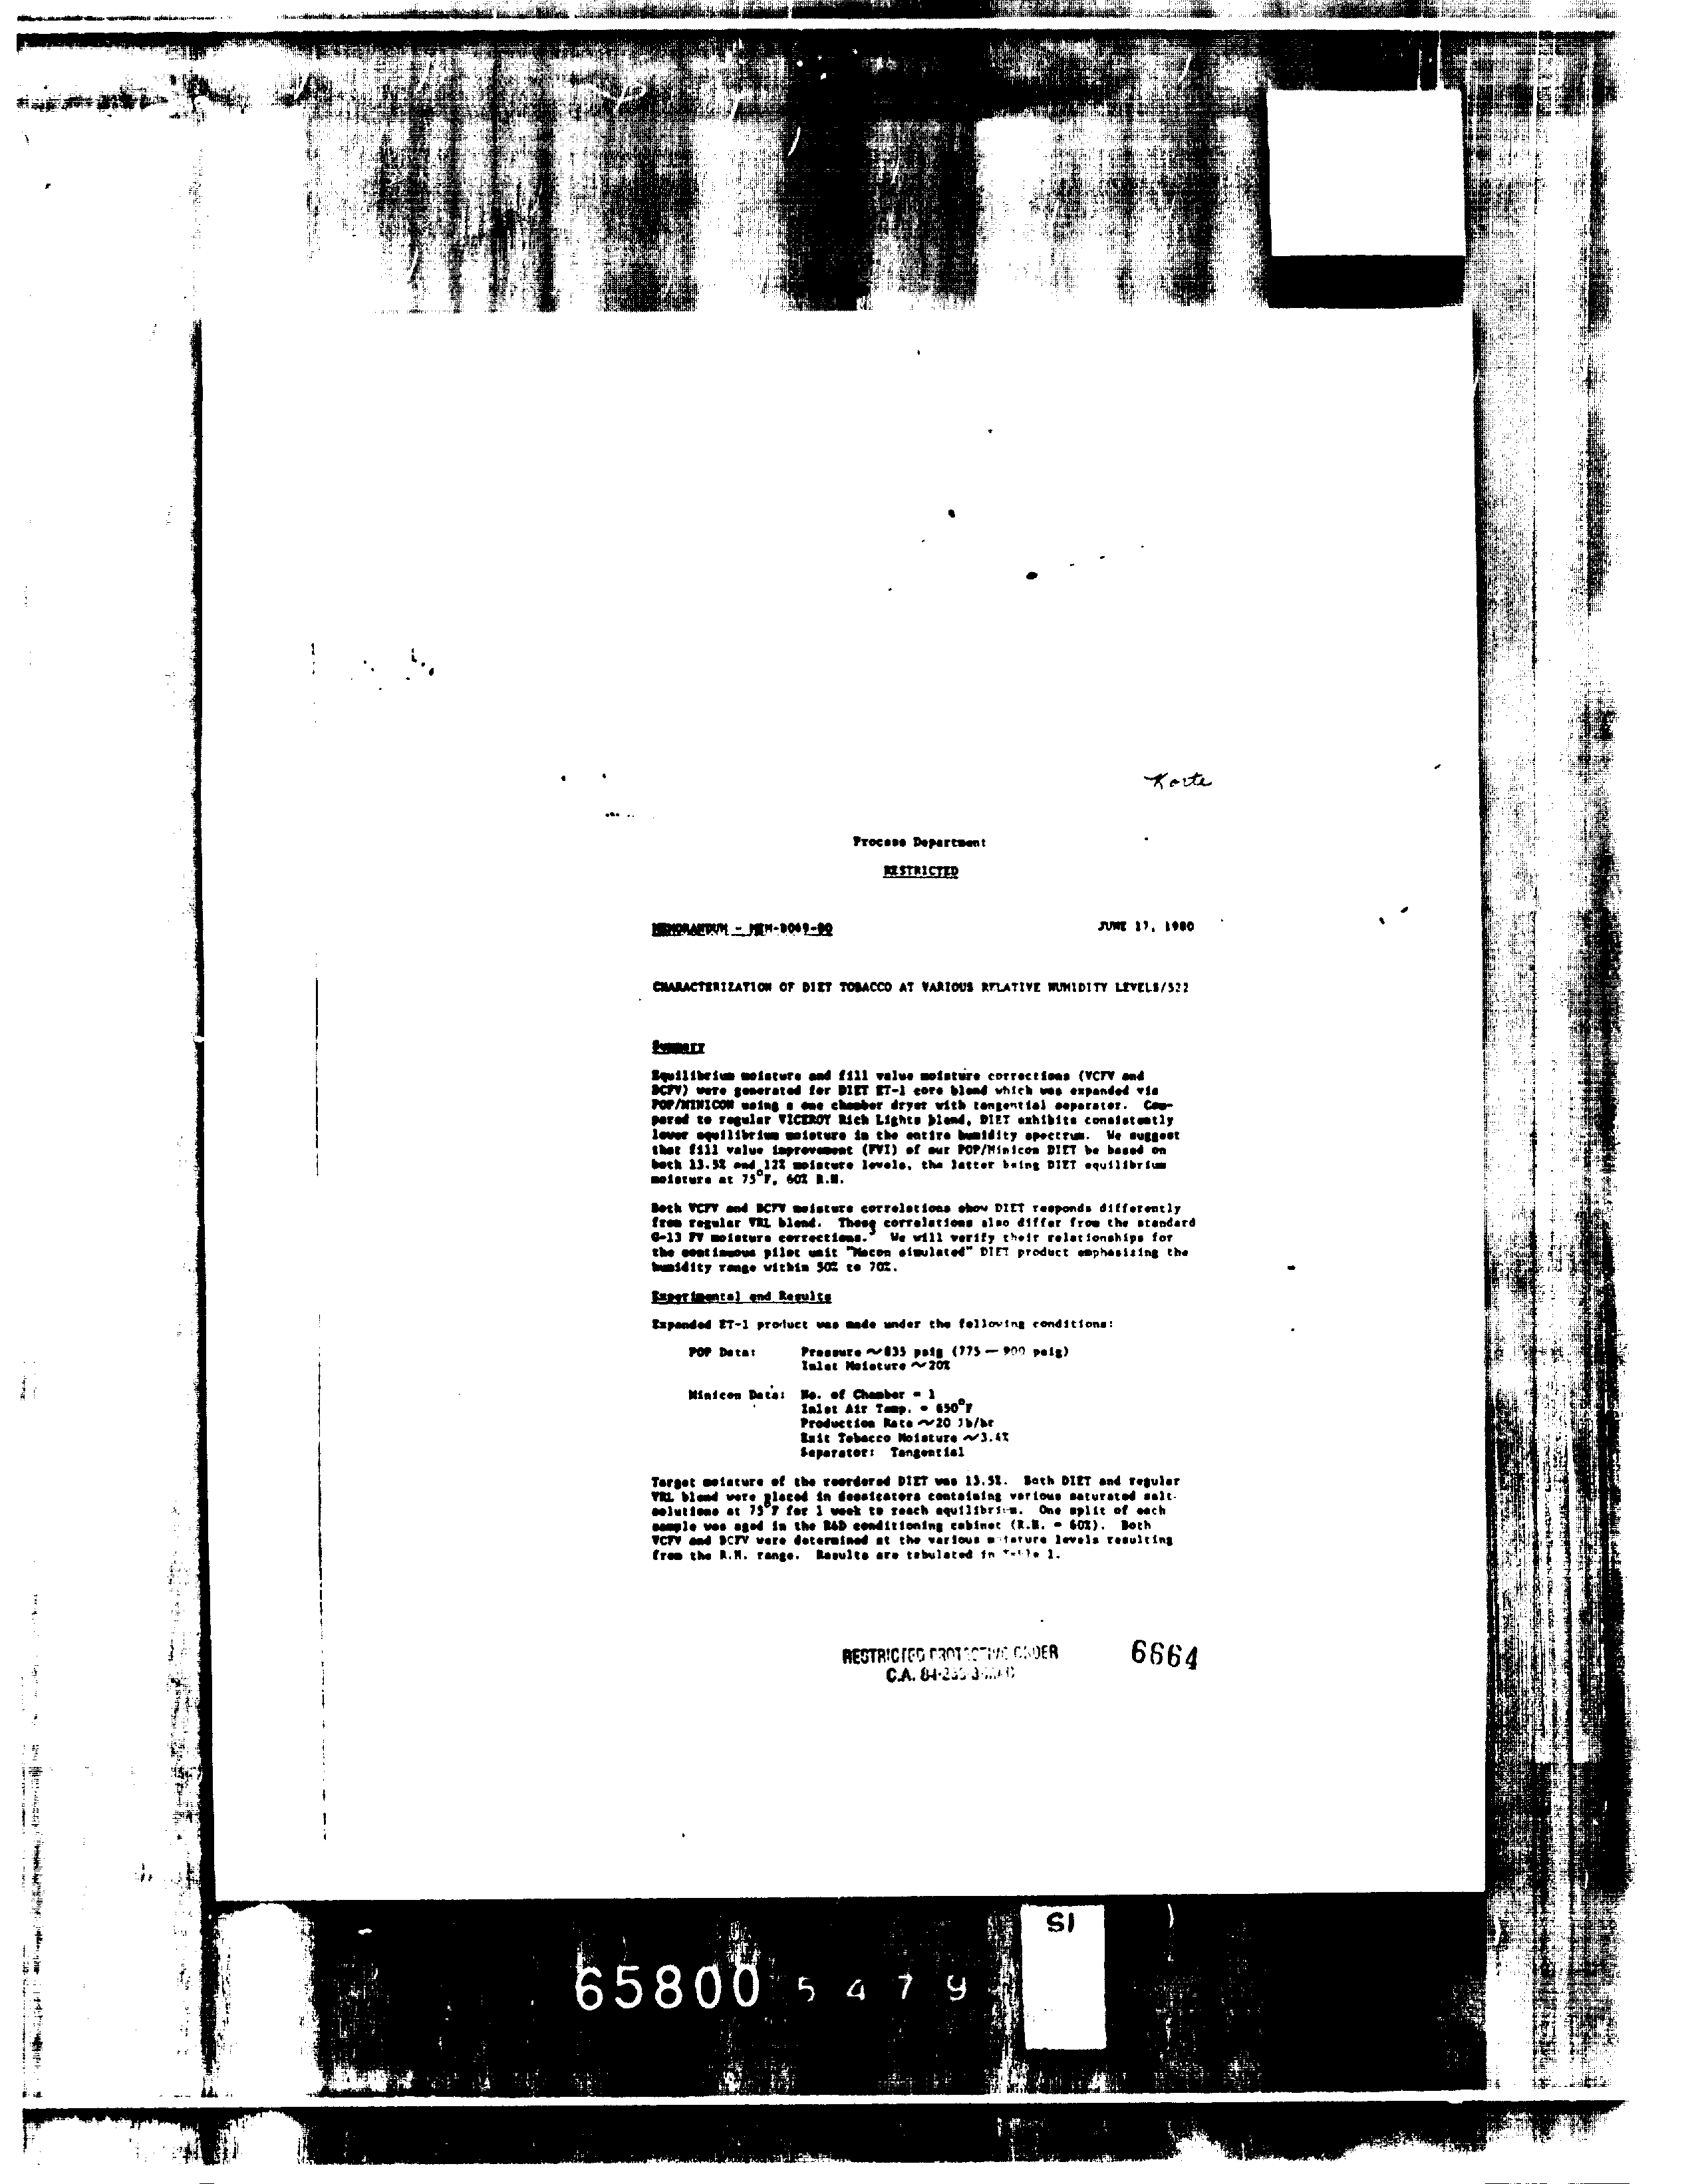 Korte
Process Department
RESTRICTED
JUNE 17, 1980
CHARACTERIZATION OF DIET TOBACCO AT VARIOUS RELATIVE HUMIDITY LEVELS/522
Summary
Equilibrium moisture and fill value moisture corrections (VCFV and
BCFV) were generated for DIET ET-1 core blend which was expanded via
POP/MINICON using a one chamber dryer with tangential separator. Com-
pared to regular VICEROY Rich Lights blend, DIET exhibits consistently
lower equilibrium moisture in the entire humidity spectrum. We suggest
that fill value improvement (FVI) of our POP/Minicon DIET be based on
both 13.5% and 12% moisture levels, the latter being DIET equilibrium
moisture at 75°F, 60% R.H.
Both VCFV and BCFV moisture correlations show DIET responds differently
from regular VRL blend. These correlations also differ from the standard
G-13 FV moisture corrections.³ We will verify their relationships for
the continuous pilot unit "Macon simulated" DIET product emphasizing the
humidity range within 50% to 70%.
Experimental and Results
Expanded ET-1 product was made under the following conditions:
POP Data: Pressure ~835 psig (775 — 900 psig)
Inlet Moisture ~20%
Minicon Data: No. of Chamber = 1
Inlet Air Temp. = 650°F
Production Rate ~20 lb/hr
Exit Tobacco Moisture ~3.4%
Separator: Tangential
Target moisture of the reordered DIET was 13.5%. Both DIET and regular
VRL blend were placed in dessicators containing various saturated salt
solutions at 75°F for 1 week to reach equilibrium. One split of each
sample was aged in the R&D conditioning cabinet (R.H. = 60%). Both
VCFV and BCFV were determined at the various moisture levels resulting
from the R.H. range. Results are tabulated in Table 1.
RESTRICTED PROTECTIVE ORDER
C.A. 84-
6664
SI
65800 5479